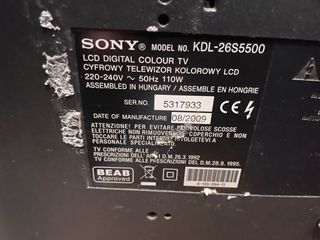 SONY® MODEL NO. KDL-26S5500
LCD DIGITAL COLOUR TV
CYFROWY TELEWIZOR KOLOROWY LCD
220-240V ~ 50Hz 110W
ASSEMBLED IN HUNGARY / ASSEMBLE EN HONGRIE
SER.NO. 5317933
DATE OF MANUFACTURE 08/2009
PER EVITARE PERICOLOSE SCOSSE
ELETTRICHE NON RIMUOVERE IL
COPERCHIO E NON
TOCCARE LE PARTI INTERNE.
PERSONALE SPECIALIZZATO
TV CONFORME ALLE
PRESCRIZIONI DELL' ART. D.M. 26.3.1992
TV CONFORME ALLE PRESCRIZIONI DEL D.M.28.8.1995.
BEAB
Approved